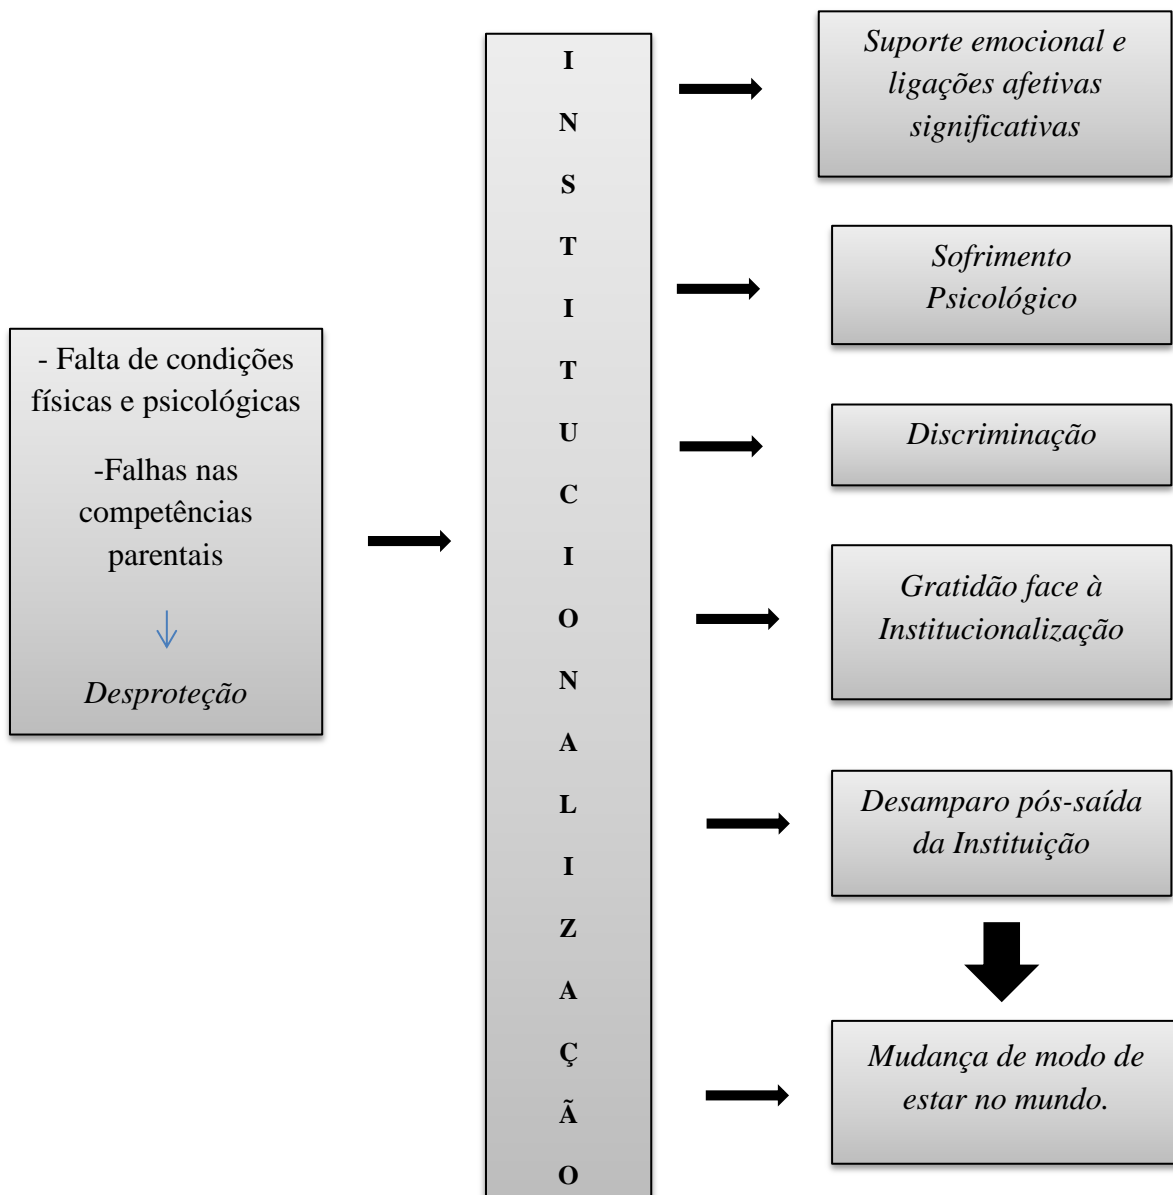 - Falta de condições
físicas e psicológicas
-Falhas nas
competências
parentais
Desproteção
I
N
S
T
I
T
U
C
I
O
N
A
L
I
Z
A
Ç
Ã
O
Suporte emocional e
ligações afetivas
significativas
Sofrimento
Psicológico
Discriminação
Gratidão face à
Institucionalização
Desamparo pós-saída
da Instituição
Mudança de modo de
estar no mundo.